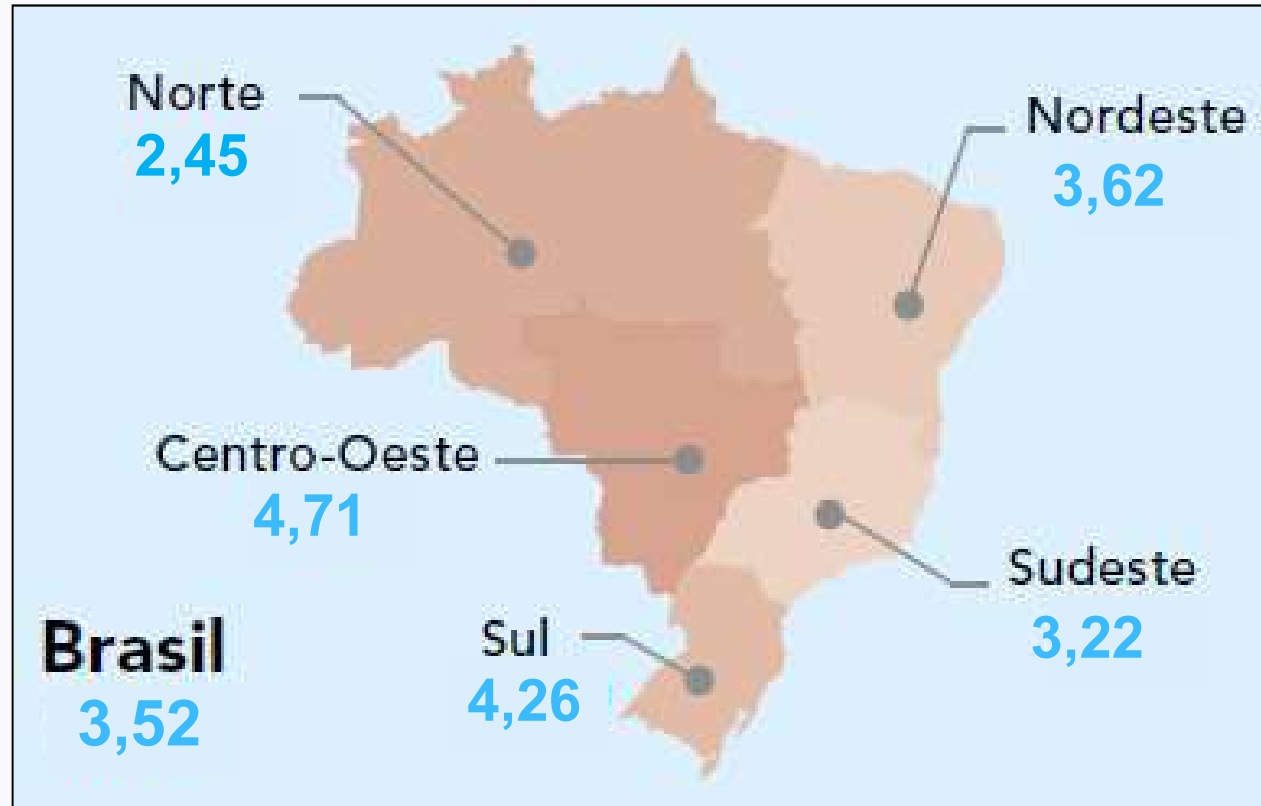 Norte
2,45
Nordeste
3,62
Centro-Oeste
4,71
Sudeste
3,22
Sul
4,26
Brasil
3,52